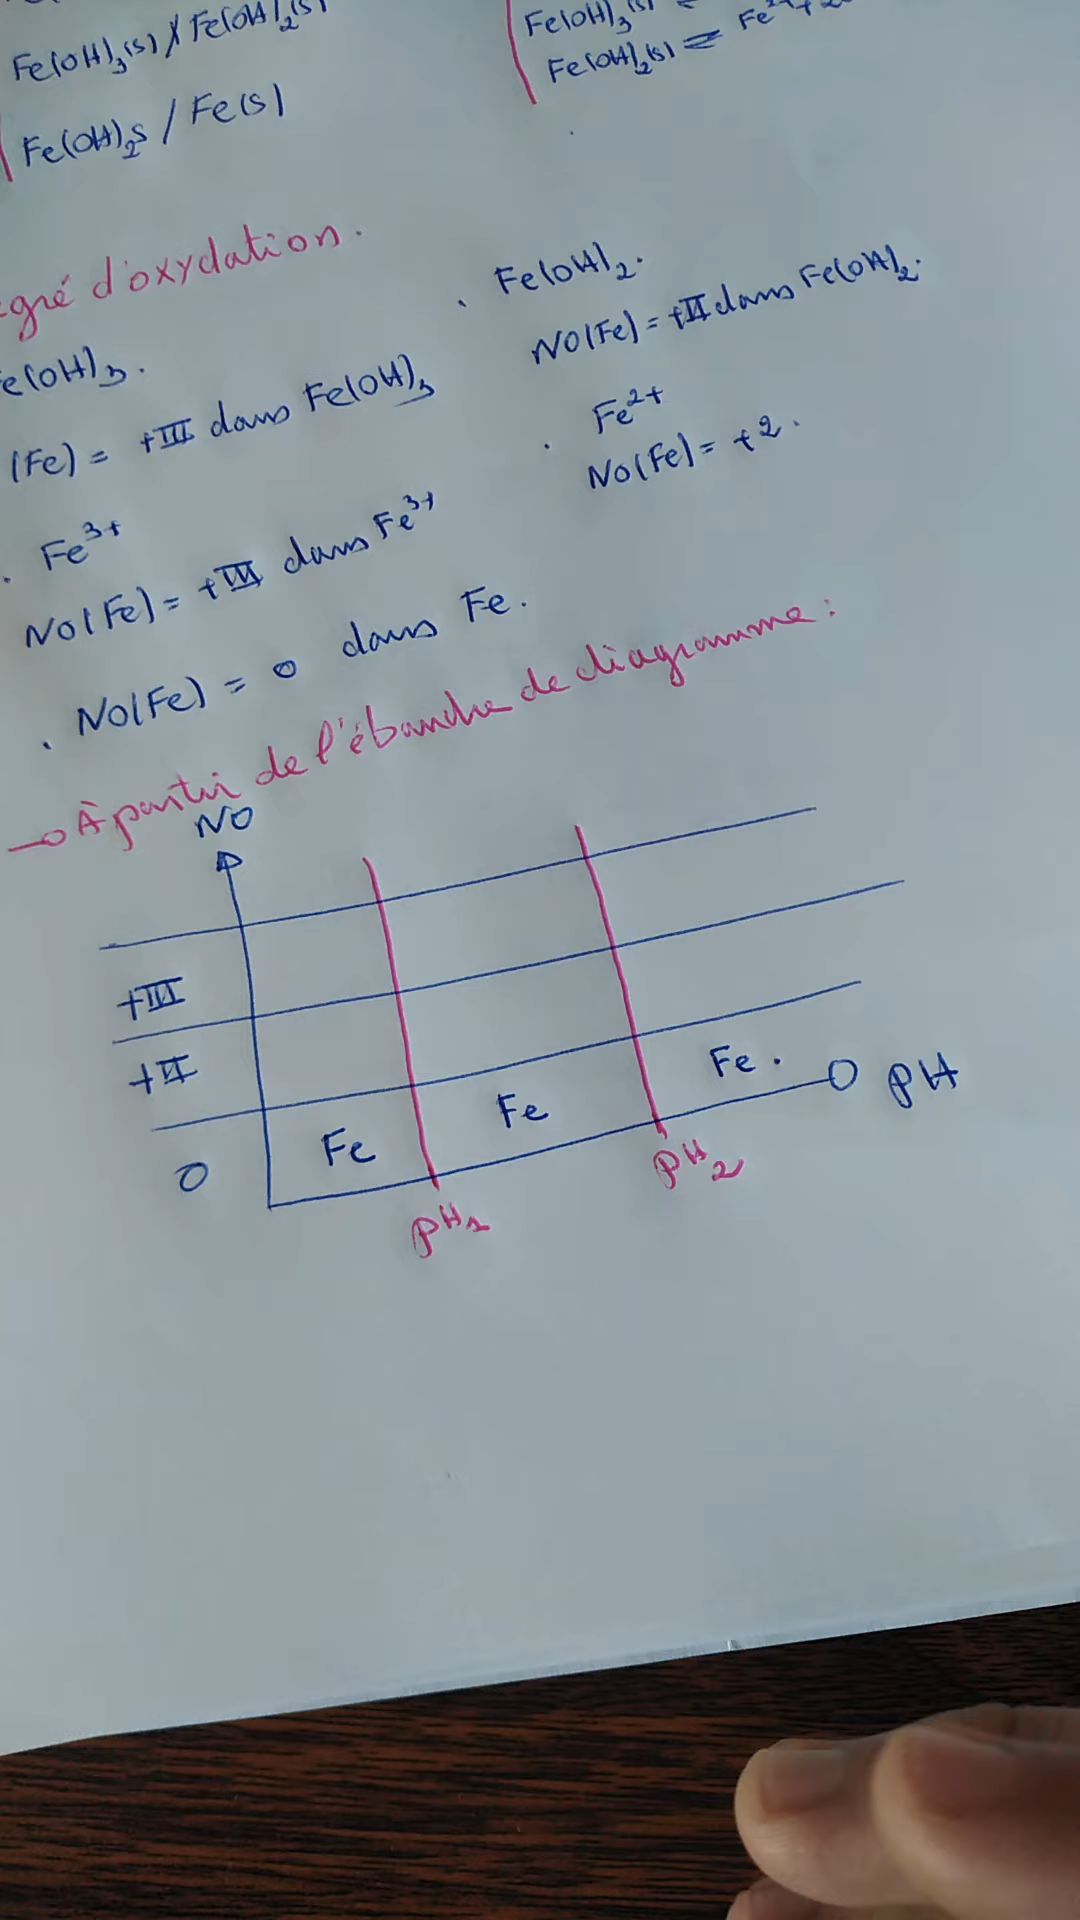 Fe(OH)3(s) / Fe(OH)2(s)
Fe(OH)3(s)
Fe(OH)2(s) ⇌ Fe2+ +
Fe(OH)2s / Fe(s)
d'oxydation.
e(OH)3.
(Fe) = +III dans Fe(OH)3
. Fe3+
No(Fe) = +III dans Fe3+
. No(Fe) = 0 dans Fe.
. Fe(OH)2.
No(Fe) = +II dans Fe(OH)2.
. Fe2+
No(Fe) = +2.
→ À partir de l'ébauche de diagramme :
NO
+III
+II
0
Fe
Fe
Fe.
PH
PH1
PH2